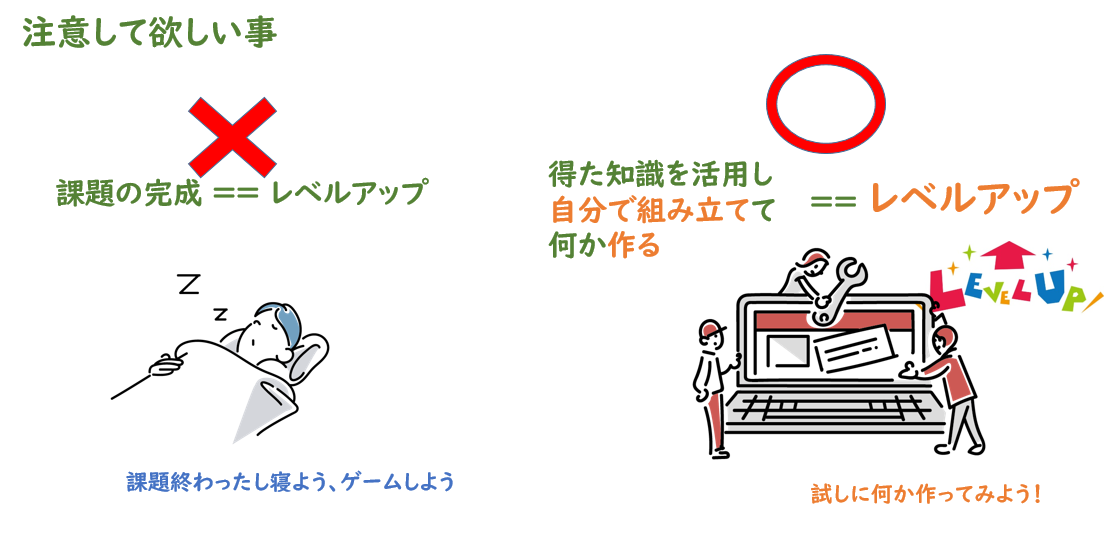 注意して欲しい事
課題の完成 == レベルアップ
Z
z
課題終わったし寝よう、ゲームしよう
得た知識を活用し
自分で組み立てて
何か作る
== レベルアップ
LEVEL UP!
試しに何か作ってみよう!